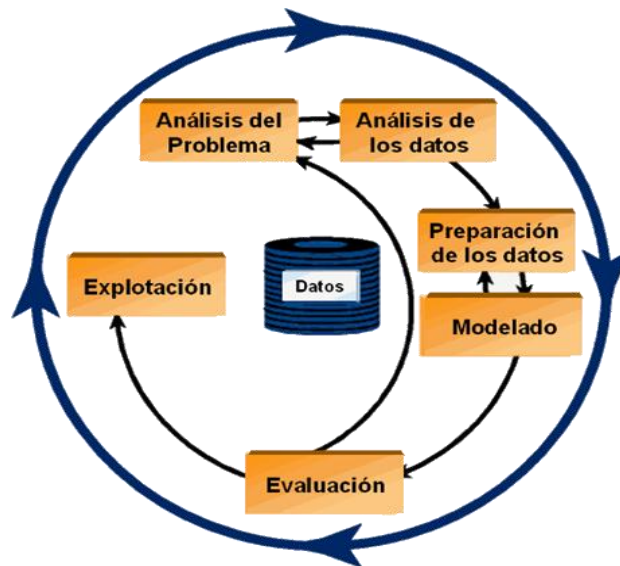 Análisis del
Problema
Análisis de
los datos
Preparación
de los datos
Explotación
Datos
Modelado
Evaluación